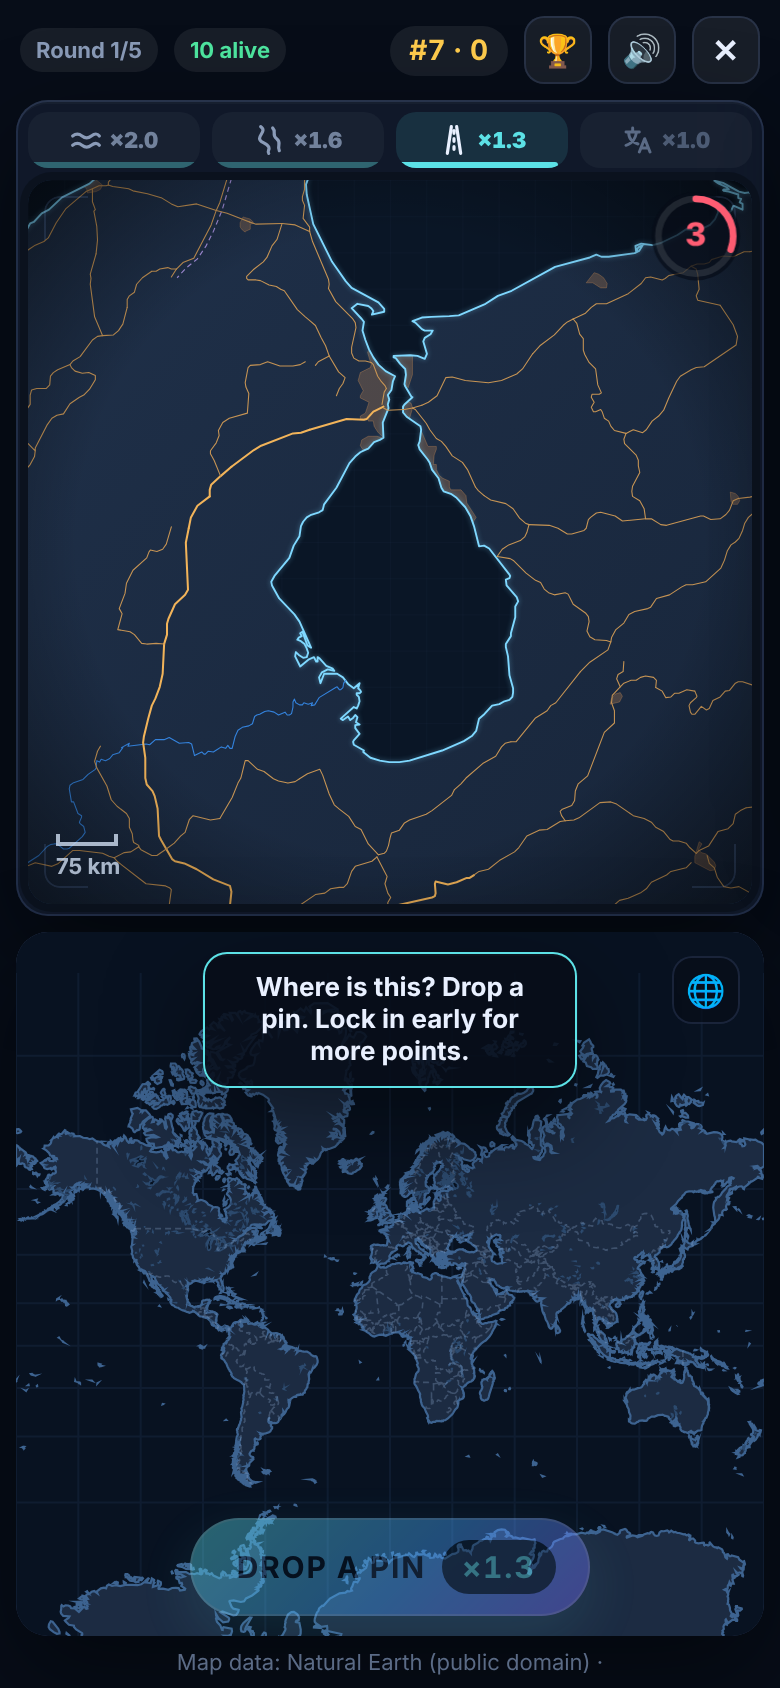 Round 1/5
10 alive
#7 · 0
×2.0
×1.6
×1.3
文A ×1.0
3
75 km
Where is this? Drop a
pin. Lock in early for
more points.
DROP A PIN ×1.3
Map data: Natural Earth (public domain) ·